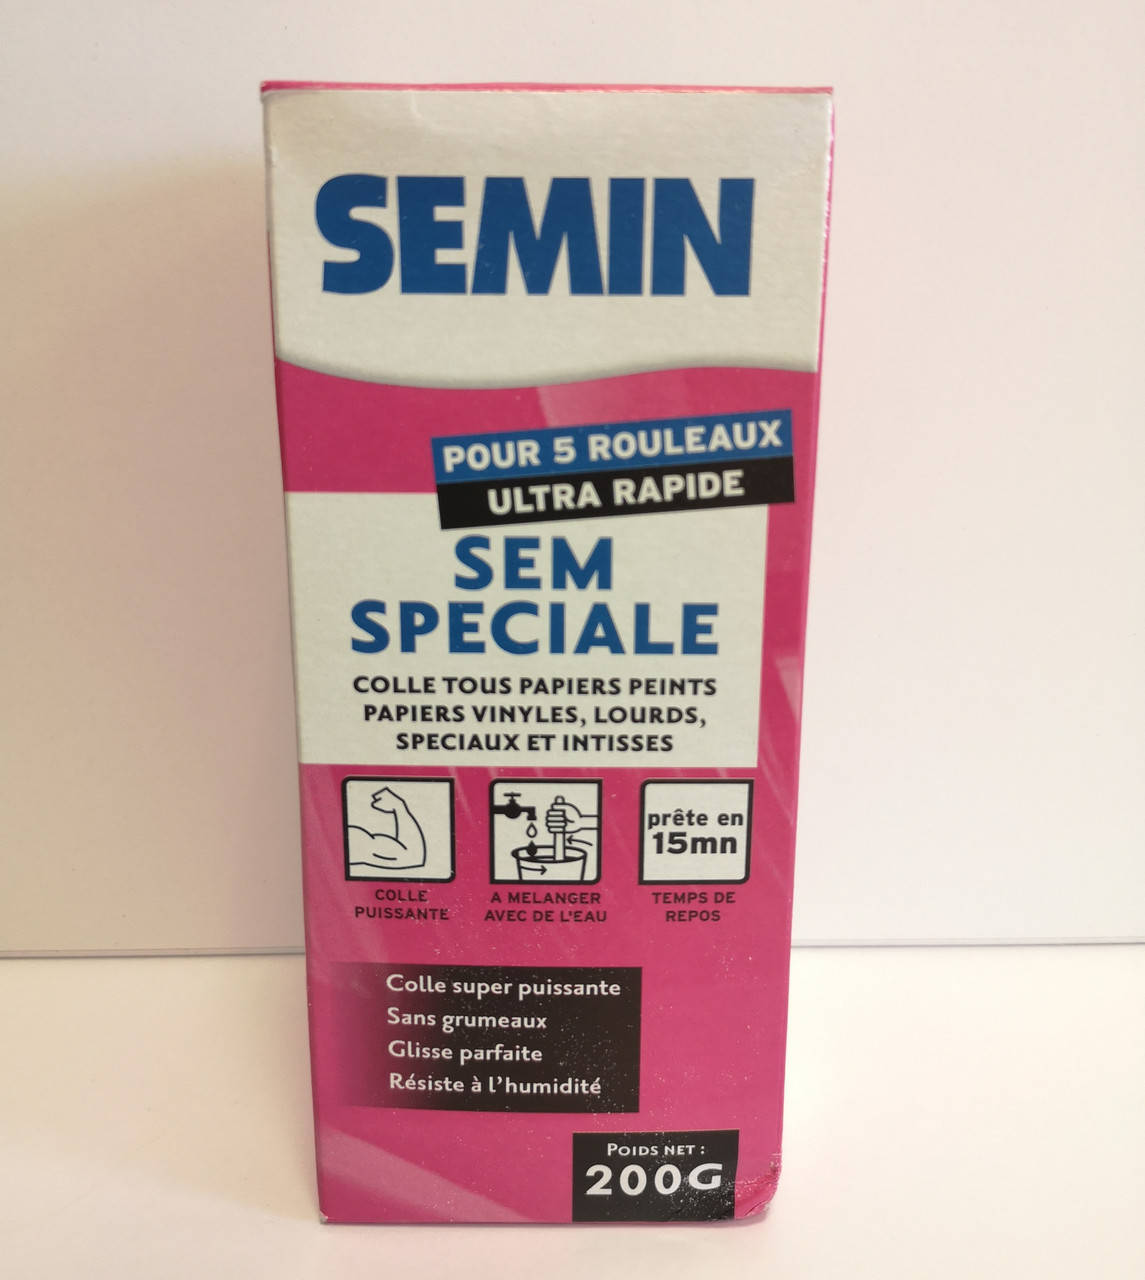 SEMIN
POUR 5 ROULEAUX
ULTRA RAPIDE
SEM
SPECIALE
COLLE TOUS PAPIERS PEINTS
PAPIERS VINYLES, LOURDS,
SPECIAUX ET INTISSES
prête en
15mn
COLLE
PUISSANTE
A MELANGER
AVEC DE L'EAU
TEMPS DE
REPOS
Colle super puissante
Sans grumeaux
Glisse parfaite
Résiste à l'humidité
POIDS NET :
200G